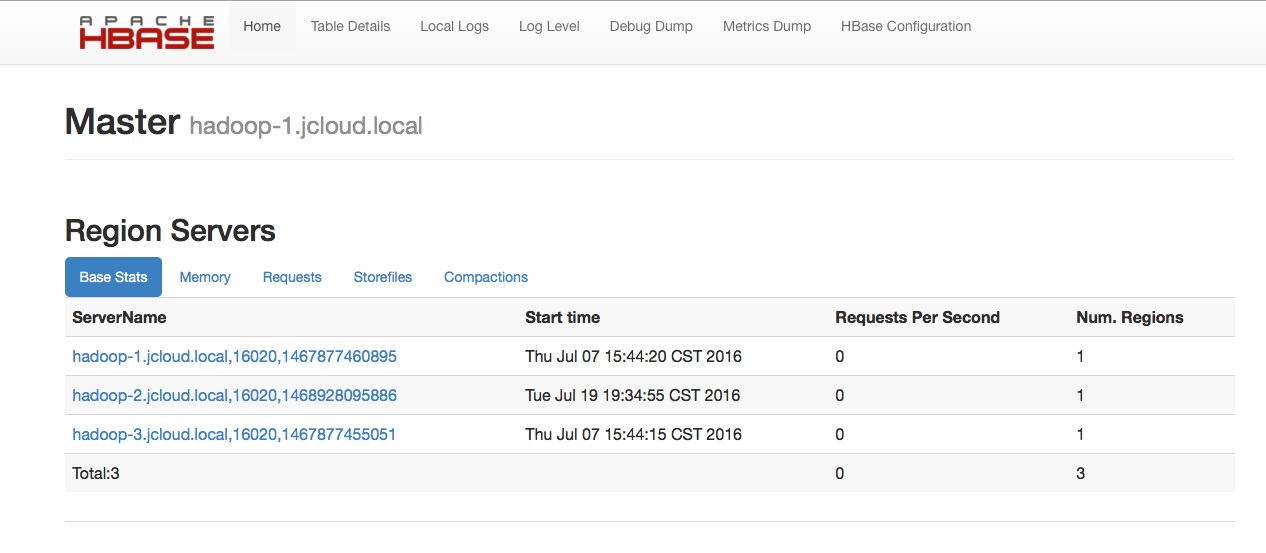 APACHE
HBASE
Home Table Details Local Logs Log Level Debug Dump Metrics Dump HBase Configuration
Master hadoop-1.jcloud.local
Region Servers
Base Stats Memory Requests Storefiles Compactions
ServerName Start time Requests Per Second Num. Regions
hadoop-1.jcloud.local,16020,1467877460895 Thu Jul 07 15:44:20 CST 2016 0 1
hadoop-2.jcloud.local,16020,1468928095886 Tue Jul 19 19:34:55 CST 2016 0 1
hadoop-3.jcloud.local,16020,1467877455051 Thu Jul 07 15:44:15 CST 2016 0 1
Total:3 0 3